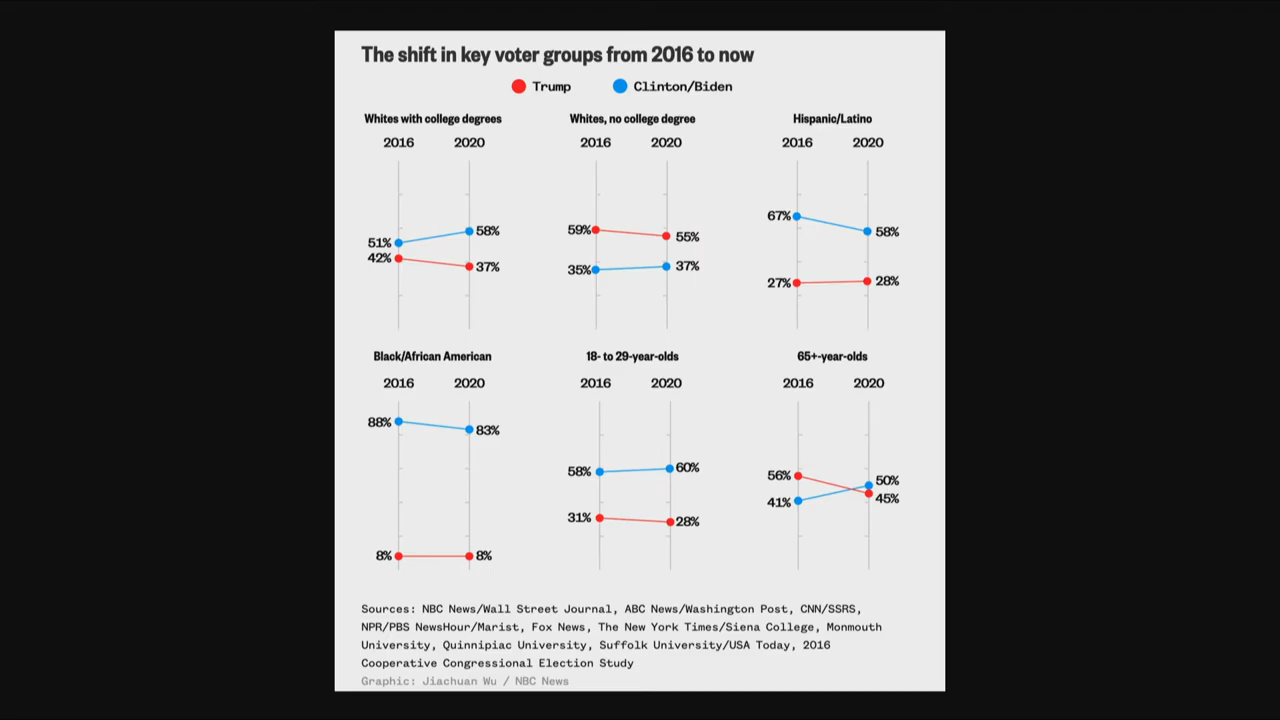 The shift in key voter groups from 2016 to now
Trump Clinton/Biden
Whites with college degrees
2016 2020
51% 58%
42% 37%
Whites, no college degree
2016 2020
59% 55%
35% 37%
Hispanic/Latino
2016 2020
67% 58%
27% 28%
Black/African American
2016 2020
88% 83%
8% 8%
18- to 29-year-olds
2016 2020
58% 60%
31% 28%
65+-year-olds
2016 2020
56% 50%
41% 45%
Sources: NBC News/Wall Street Journal, ABC News/Washington Post, CNN/SSRS,
NPR/PBS NewsHour/Marist, Fox News, The New York Times/Siena College, Monmouth
University, Quinnipiac University, Suffolk University/USA Today, 2016
Cooperative Congressional Election Study
Graphic: Jiachuan Wu / NBC News